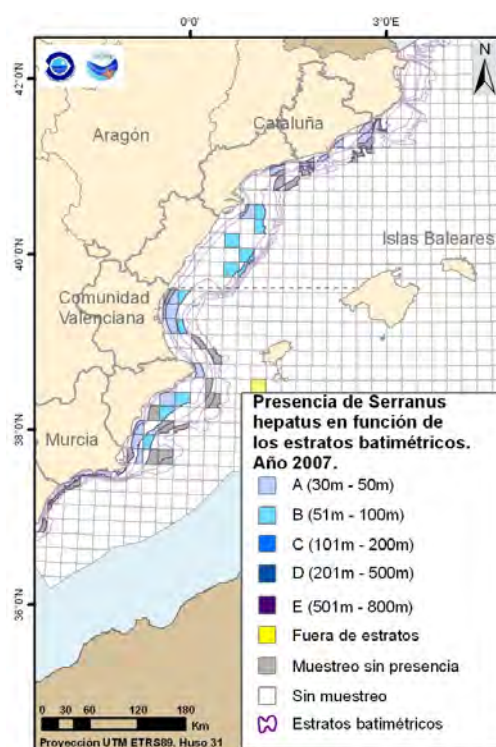 0°0'
3°0'E
N
42°0'N
Aragón
Cataluña
40°0'N
Islas Baleares
Comunidad
Valenciana
38°0'N
Murcia
36°0'N
Presencia de Serranus
hepatus en función de
los estratos batimétricos.
Año 2007.
A (30m - 50m)
B (51m - 100m)
C (101m - 200m)
D (201m - 500m)
E (501m - 800m)
Fuera de estratos
Muestreo sin presencia
Sin muestreo
Estratos batimétricos
0 30 60 120 180
Km
Proyección UTM ETRS89. Huso 31